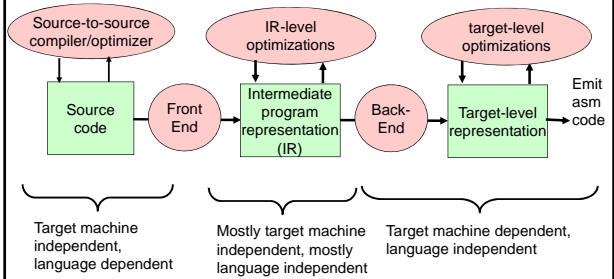 Source-to-source
compiler/optimizer
IR-level
optimizations
target-level
optimizations
Source
code
Front
End
Intermediate
program
representation
(IR)
Back-
End
Target-level
representation
Emit
asm
code
Target machine
independent,
language dependent
Mostly target machine
independent, mostly
language independent
Target machine dependent,
language independent